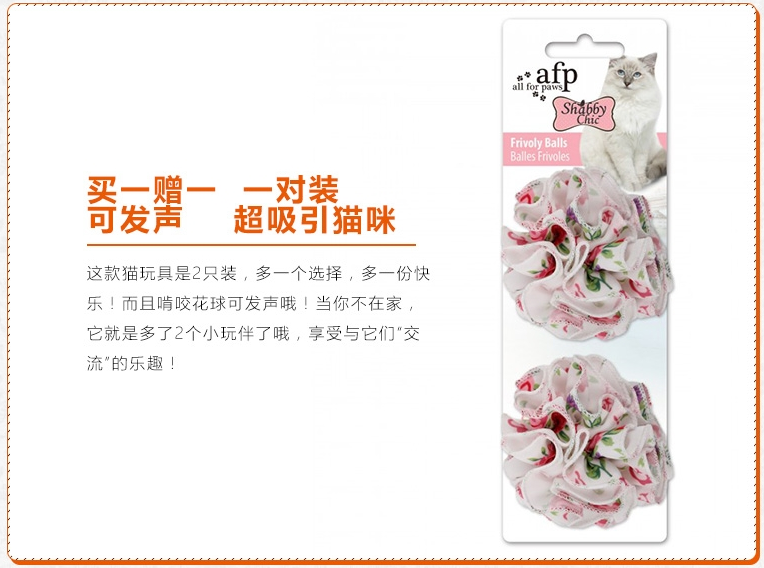 买一赠一 一对装
可发声 超吸引猫咪
这款猫玩具是2只装，多一个选择，多一份快
乐！而且啃咬花球可发声哦！当你不在家，
它就是多了2个小玩伴了哦，享受与它们“交
流”的乐趣！
afp
all for paws
Shabby
Chic
Frivoly Balls
Balles Frivoles